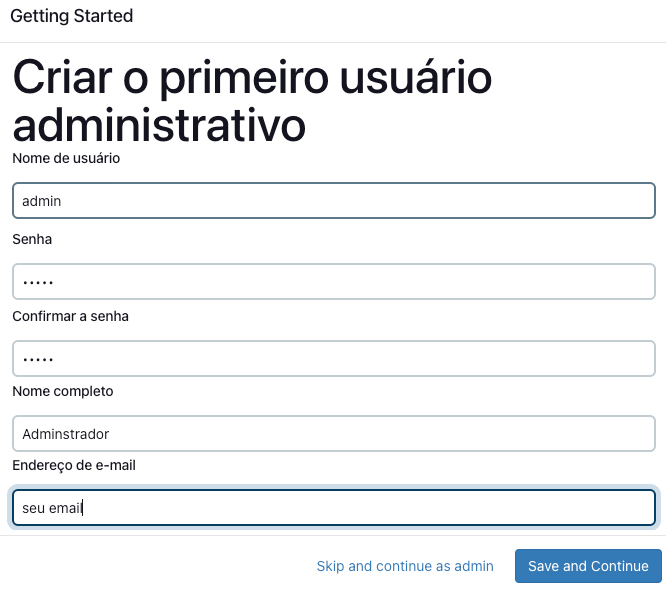 Getting Started
Criar o primeiro usuário
administrativo
Nome de usuário
admin
Senha
•••••
Confirmar a senha
•••••
Nome completo
Adminstrador
Endereço de e-mail
seu email
Skip and continue as admin
Save and Continue